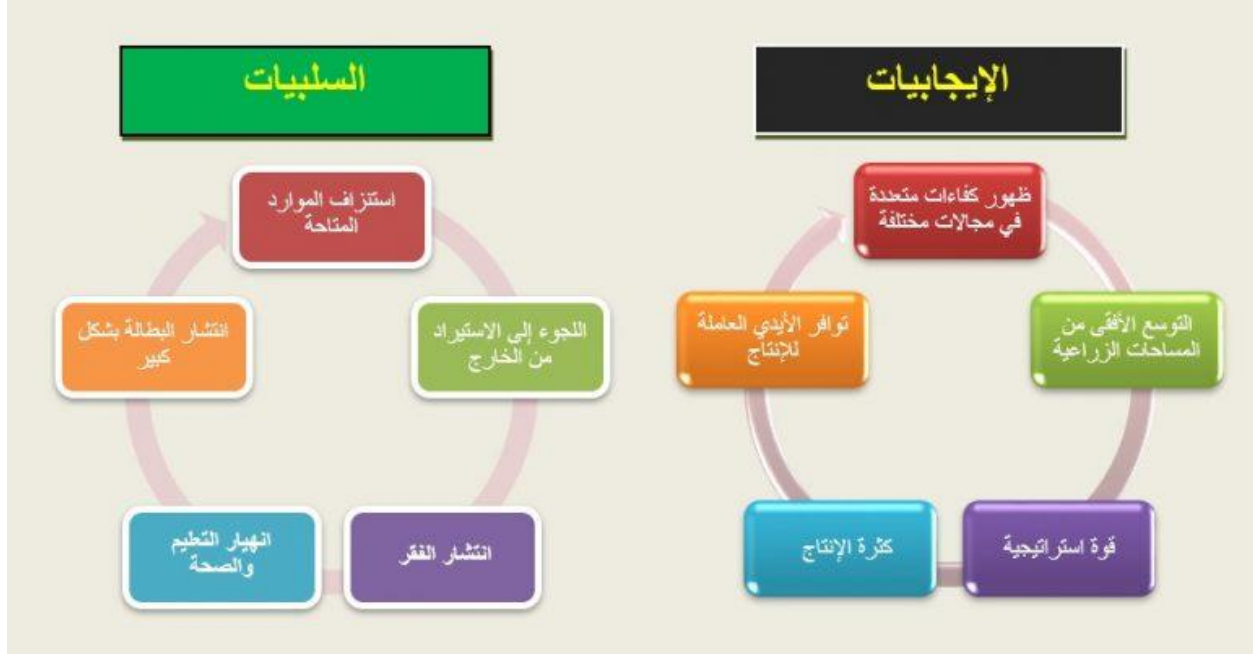 الإيجابيات
ظهور كفاءات متعددة
في مجالات مختلفة
التوسع الأفقى من
المساحات الزراعية
قوة استراتيجية
كثرة الإنتاج
توافر الأيدي العاملة
للإنتاج
السلبيات
استنزاف الموارد
المتاحة
اللجوء إلى الاستيراد
من الخارج
انتشار الفقر
انهيار التعليم
والصحة
انتشار البطالة بشكل
كبير